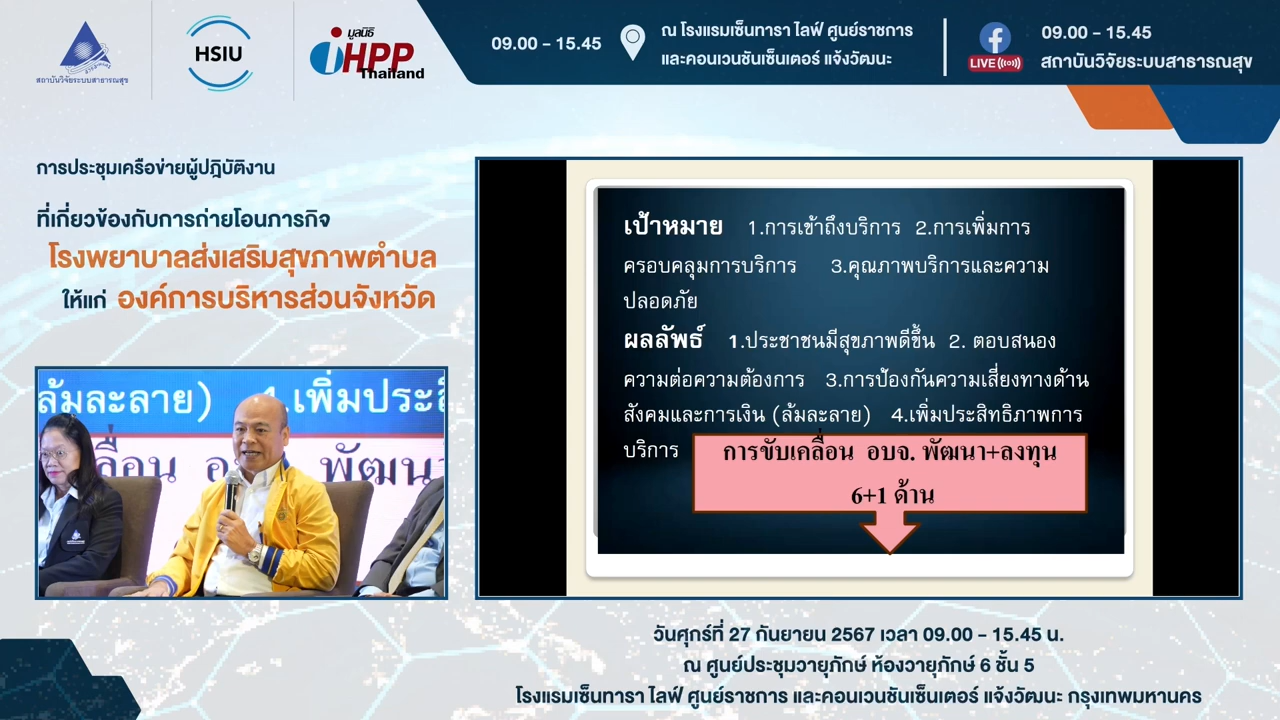 สถาบันวิจัยระบบสาธารณสุข
HSIU
มูลนิธิ
iHPP
Thailand
09.00 - 15.45
ณ โรงแรมเซ็นทารา ไลฟ์ ศูนย์ราชการ
และคอนเวนชันเซ็นเตอร์ แจ้งวัฒนะ
LIVE
09.00 - 15.45
สถาบันวิจัยระบบสาธารณสุข
การประชุมเครือข่ายผู้ปฏิบัติงาน
ที่เกี่ยวข้องกับการถ่ายโอนภารกิจ
โรงพยาบาลส่งเสริมสุขภาพตำบล
ให้แก่ องค์การบริหารส่วนจังหวัด
เป้าหมาย 1.การเข้าถึงบริการ 2.การเพิ่มการ
ครอบคลุมการบริการ 3.คุณภาพบริการและความ
ปลอดภัย
ผลลัพธ์ 1.ประชาชนมีสุขภาพดีขึ้น 2. ตอบสนอง
ความต่อความต้องการ 3.การป้องกันความเสี่ยงทางด้าน
สังคมและการเงิน (ล้มละลาย) 4.เพิ่มประสิทธิภาพการ
บริการ
การขับเคลื่อน อบจ. พัฒนา+ลงทุน
6+1 ด้าน
ล้มละลาย) 4.เพิ่มประสิ
ลื่อน อบ พัฒนา
วันศุกร์ที่ 27 กันยายน 2567 เวลา 09.00 - 15.45 น.
ณ ศูนย์ประชุมวายุภักษ์ ห้องวายุภักษ์ 6 ชั้น 5
โรงแรมเซ็นทารา ไลฟ์ ศูนย์ราชการ และคอนเวนชันเซ็นเตอร์ แจ้งวัฒนะ กรุงเทพมหานคร